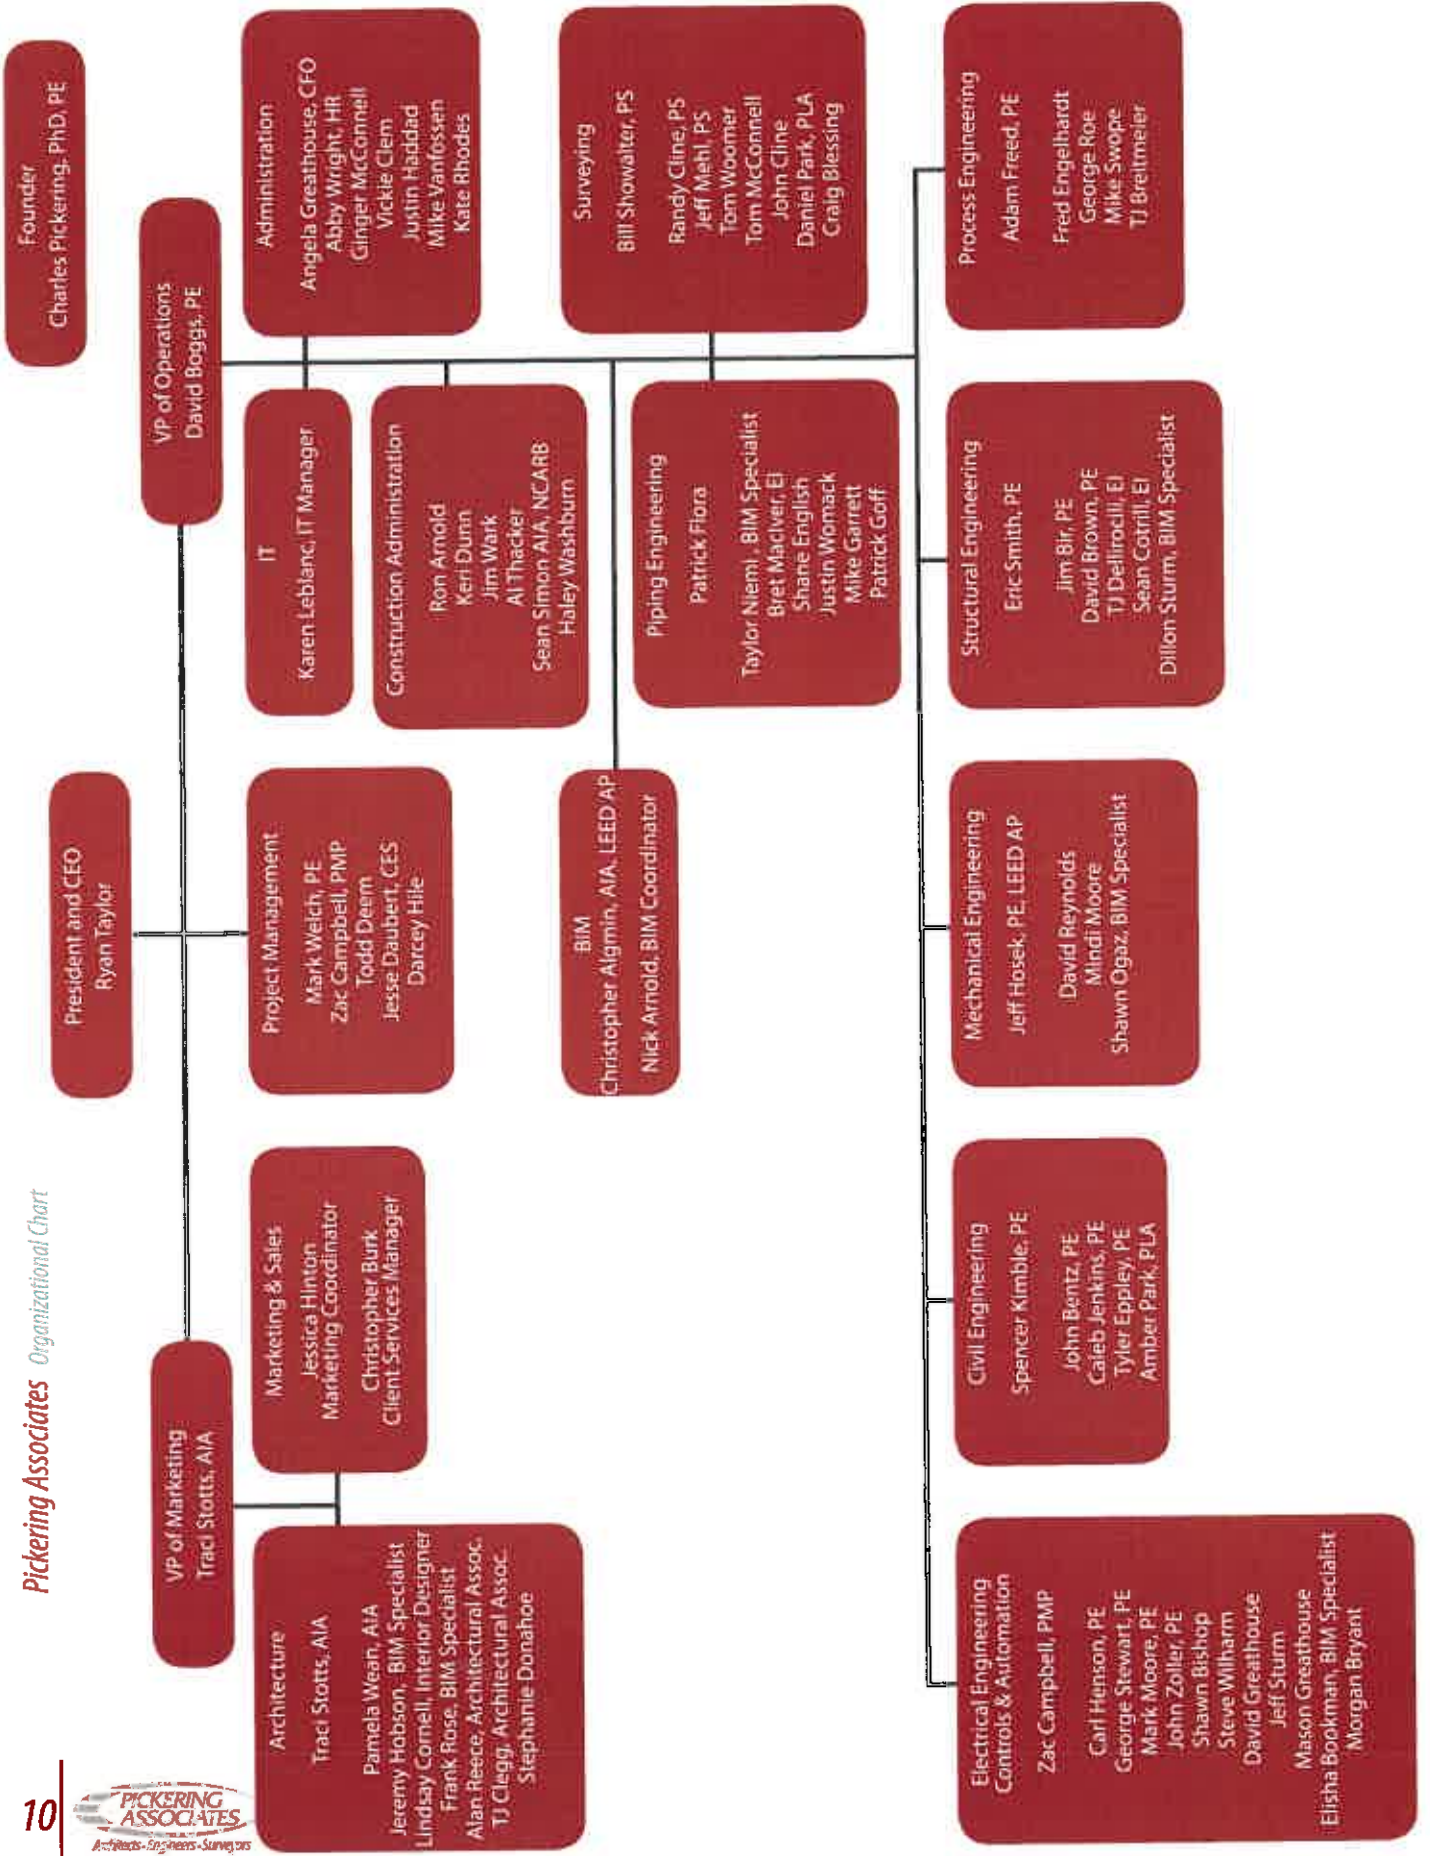 10
PICKERING
ASSOCIATES
Architects - Engineers - Surveyors
Pickering Associates Organizational Chart
Founder
Charles Pickering, PhD, PE
President and CEO
Ryan Taylor
VP of Marketing
Traci Stotts, AIA
VP of Operations
David Boggs, PE
Architecture
Traci Stotts, AIA
Pamela Wean, AIA
Jeremy Hobson, BIM Specialist
Lindsay Cornell, Interior Designer
Frank Rose, BIM Specialist
Alan Reece, Architectural Assoc.
TJ Clegg, Architectural Assoc.
Stephanie Donahoe
Marketing & Sales
Jessica Hinton
Marketing Coordinator
Christopher Burk
Client Services Manager
Project Management
Mark Welch, PE
Zac Campbell, PMP
Todd Deem
Jesse Daubert, CES
Darcey Hile
IT
Karen Leblanc, IT Manager
Administration
Angela Greathouse, CFO
Abby Wright, HR
Ginger McConnell
Vickie Clem
Justin Haddad
Mike Vanfossen
Kate Rhodes
Construction Administration
Ron Arnold
Keri Dunn
Jim Wark
Al Thacker
Sean Simon AIA, NCARB
Haley Washburn
BIM
Christopher Algmin, AIA, LEED AP
Nick Arnold, BIM Coordinator
Surveying
Bill Showalter, PS
Randy Cline, PS
Jeff Mehl, PS
Tom Woomer
Tom McConnell
John Cline
Daniel Park, PLA
Craig Blessing
Piping Engineering
Patrick Flora
Taylor Niemi, BIM Specialist
Bret MacIver, EI
Shane English
Justin Womack
Mike Garrett
Patrick Goff
Electrical Engineering
Controls & Automation
Zac Campbell, PMP
Carl Henson, PE
George Stewart, PE
Mark Moore, PE
John Zoller, PE
Shawn Bishop
Steve Wilharm
David Greathouse
Jeff Sturm
Mason Greathouse
Elisha Bookman, BIM Specialist
Morgan Bryant
Civil Engineering
Spencer Kimble, PE
John Bentz, PE
Caleb Jenkins, PE
Tyler Eppley, PE
Amber Park, PLA
Mechanical Engineering
Jeff Hosek, PE, LEED AP
David Reynolds
Mindi Moore
Shawn Ogaz, BIM Specialist
Structural Engineering
Eric Smith, PE
Jim Bir, PE
David Brown, PE
TJ Dellirocili, EI
Sean Cottrill, EI
Dillon Sturm, BIM Specialist
Process Engineering
Adam Freed, PE
Fred Engelhardt
George Roe
Mike Swope
TJ Breitmeier